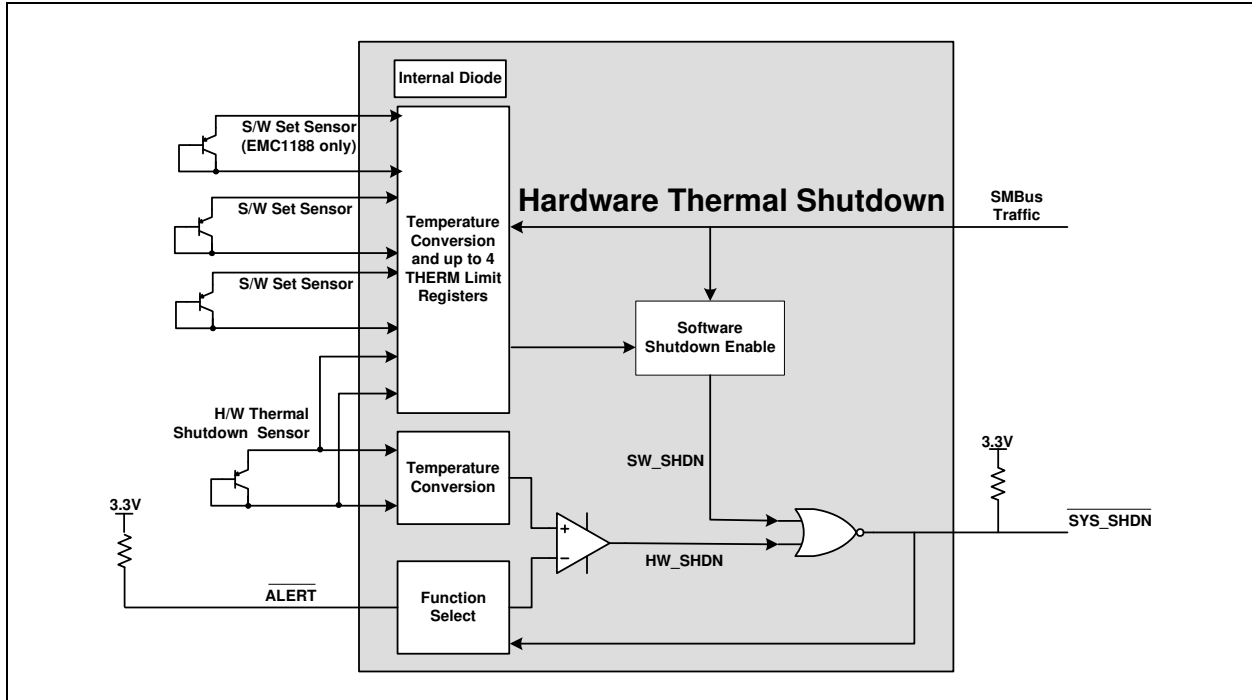 Internal Diode
S/W Set Sensor
(EMC1188 only)
S/W Set Sensor
S/W Set Sensor
Temperature
Conversion
and up to 4
THERM Limit
Registers
Hardware Thermal Shutdown
SMBus
Traffic
Software
Shutdown Enable
H/W Thermal
Shutdown Sensor
Temperature
Conversion
SW_SHDN
3.3V
3.3V
+
−
HW_SHDN
SYS_SHDN
ALERT
Function
Select